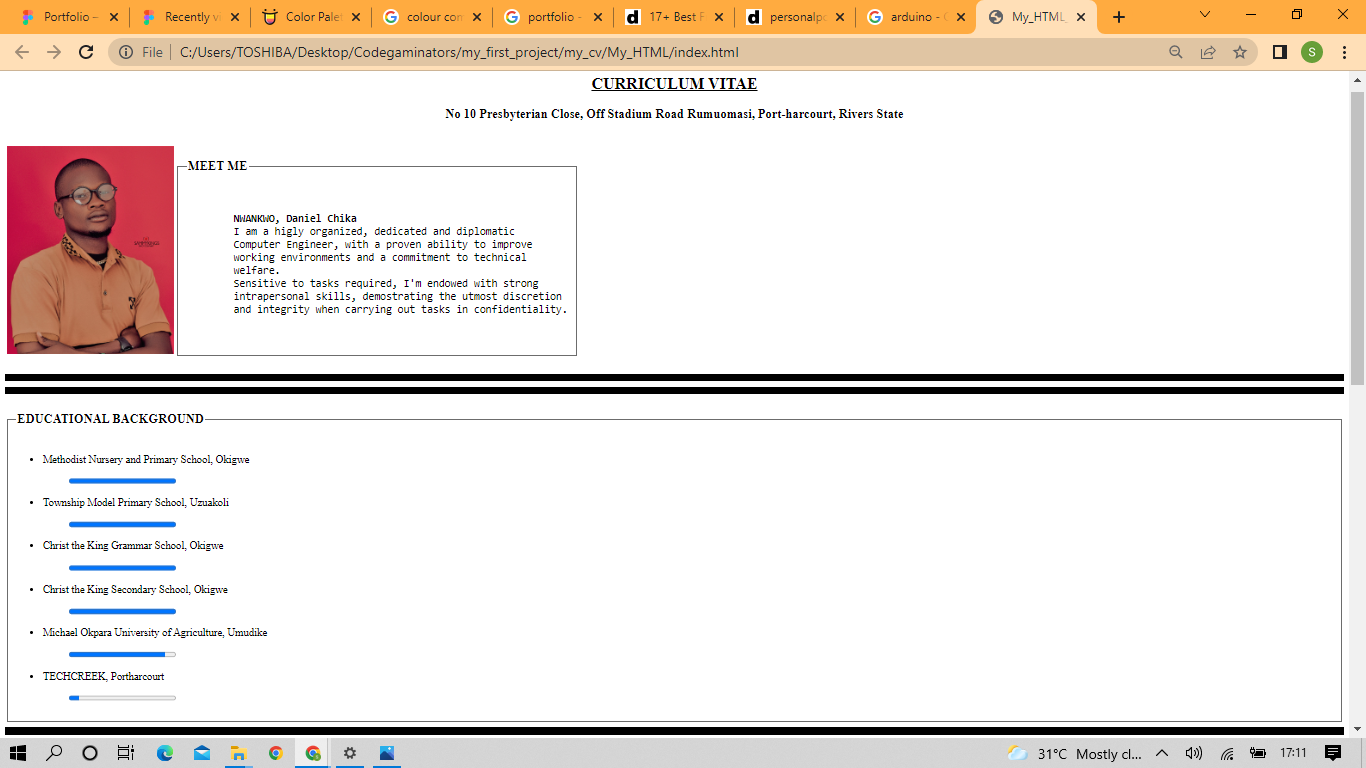 Portfolio –
Recently vi
Color Palet
colour com
portfolio -
17+ Best P
personalpo
arduino - G
My_HTML
File
C:/Users/TOSHIBA/Desktop/Codegaminators/my_first_project/my_cv/My_HTML/index.html
S
CURRICULUM VITAE
No 10 Presbyterian Close, Off Stadium Road Rumuomasi, Port-harcourt, Rivers State
MEET ME
NWANKWO, Daniel Chika
I am a higly organized, dedicated and diplomatic
Computer Engineer, with a proven ability to improve
working environments and a commitment to technical
welfare.
Sensitive to tasks required, I'm endowed with strong
intrapersonal skills, demostrating the utmost discretion
and integrity when carrying out tasks in confidentiality.
EDUCATIONAL BACKGROUND
Methodist Nursery and Primary School, Okigwe
Township Model Primary School, Uzuakoli
Christ the King Grammar School, Okigwe
Christ the King Secondary School, Okigwe
Michael Okpara University of Agriculture, Umudike
TECHCREEK, Portharcourt
31°C Mostly cl...
17:11